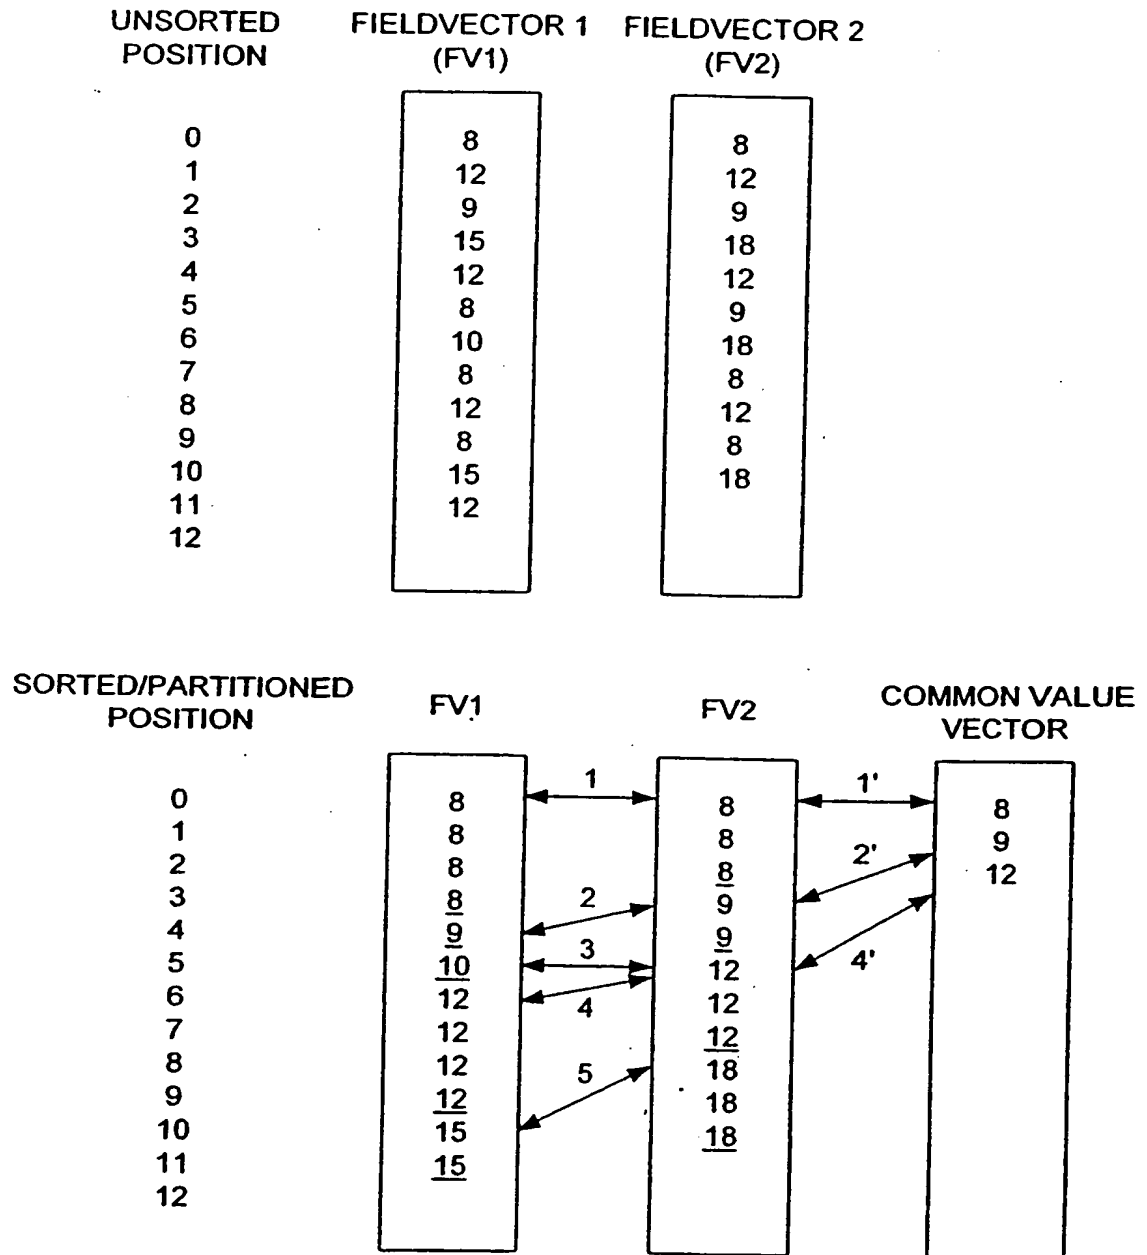 UNSORTED POSITION FIELDVECTOR 1 (FV1) FIELDVECTOR 2 (FV2)
0 8 8
1 12 12
2 9 9
3 15 18
4 12 12
5 8 9
6 10 18
7 8 8
8 12 12
9 8 8
10 15 18
11 12
12
SORTED/PARTITIONED POSITION FV1 FV2 COMMON VALUE VECTOR
0 8 1 8 1' 8
1 8 8 9
2 8 8 2' 12
3 8 2 9
4 9 9
5 10 3 12 4'
6 12 4 12
7 12 12
8 12 5 18
9 12 18
10 15 18
11 15
12